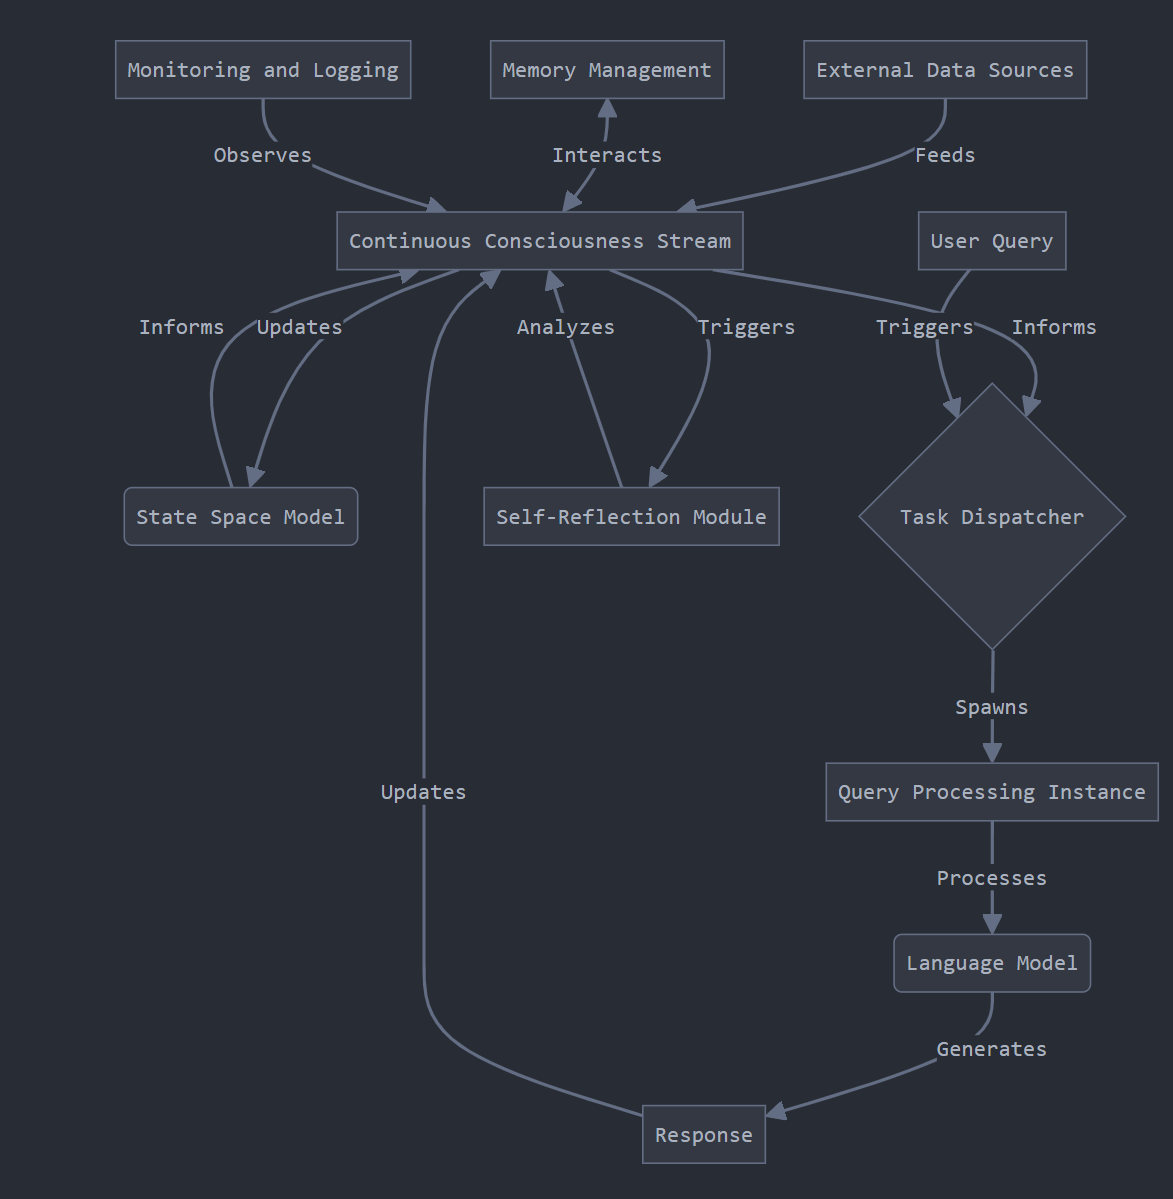 Monitoring and Logging
Memory Management
External Data Sources
Observes
Interacts
Feeds
Continuous Consciousness Stream
User Query
Informs
Updates
Analyzes
Triggers
Triggers
Informs
State Space Model
Self-Reflection Module
Task Dispatcher
Spawns
Updates
Query Processing Instance
Processes
Language Model
Generates
Response